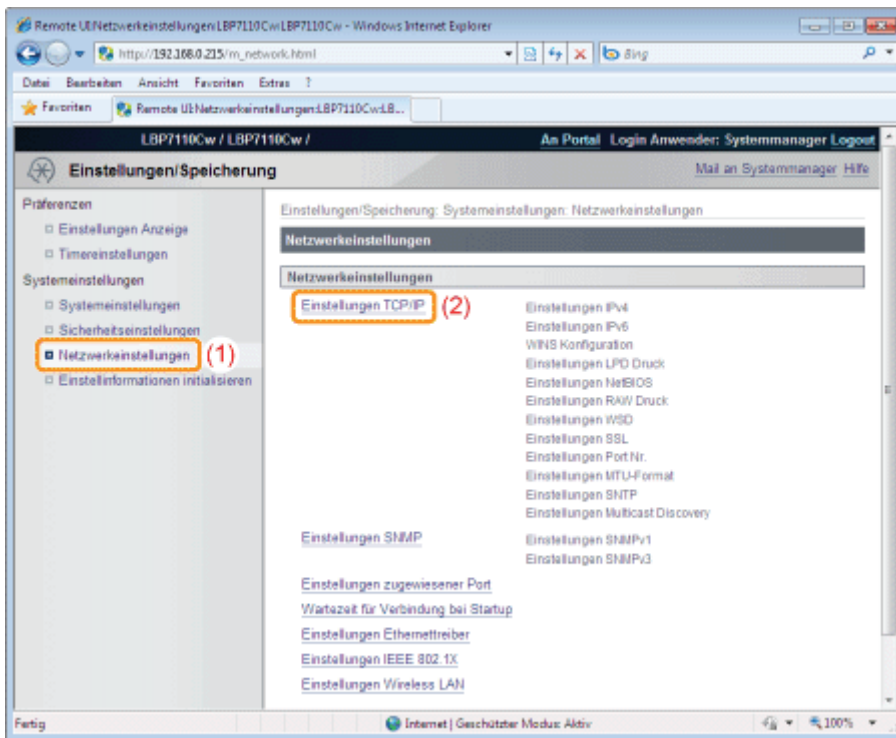 Remote UI:Netzwerkeinstellungen:LBP7110Cw:LBP7110Cw - Windows Internet Explorer
http://192.168.0.215/m_network.html
Bing
Datei Bearbeiten Ansicht Favoriten Extras ?
Favoriten Remote UI:Netzwerkeinstellungen:LBP7110Cw:LB...
LBP7110Cw / LBP7110Cw / An Portal Login Anwender: Systemmanager Logout
Einstellungen/Speicherung Mail an Systemmanager Hilfe
Präferenzen
Einstellungen Anzeige
Timereinstellungen
Systemeinstellungen
Systemeinstellungen
Sicherheitseinstellungen
Netzwerkeinstellungen (1)
Einstellinformationen initialisieren
Einstellungen/Speicherung: Systemeinstellungen: Netzwerkeinstellungen
Netzwerkeinstellungen
Netzwerkeinstellungen
Einstellungen TCP/IP (2)
Einstellungen IPv4
Einstellungen IPv6
WINS Konfiguration
Einstellungen LPD Druck
Einstellungen NetBIOS
Einstellungen RAW Druck
Einstellungen WSD
Einstellungen SSL
Einstellungen Port Nr.
Einstellungen MTU-Format
Einstellungen SNTP
Einstellungen Multicast Discovery
Einstellungen SNMP
Einstellungen SNMPv1
Einstellungen SNMPv3
Einstellungen zugewiesener Port
Wartezeit für Verbindung bei Startup
Einstellungen Ethernettreiber
Einstellungen IEEE 802.1X
Einstellungen Wireless LAN
Fertig Internet | Geschützter Modus: Aktiv 100%